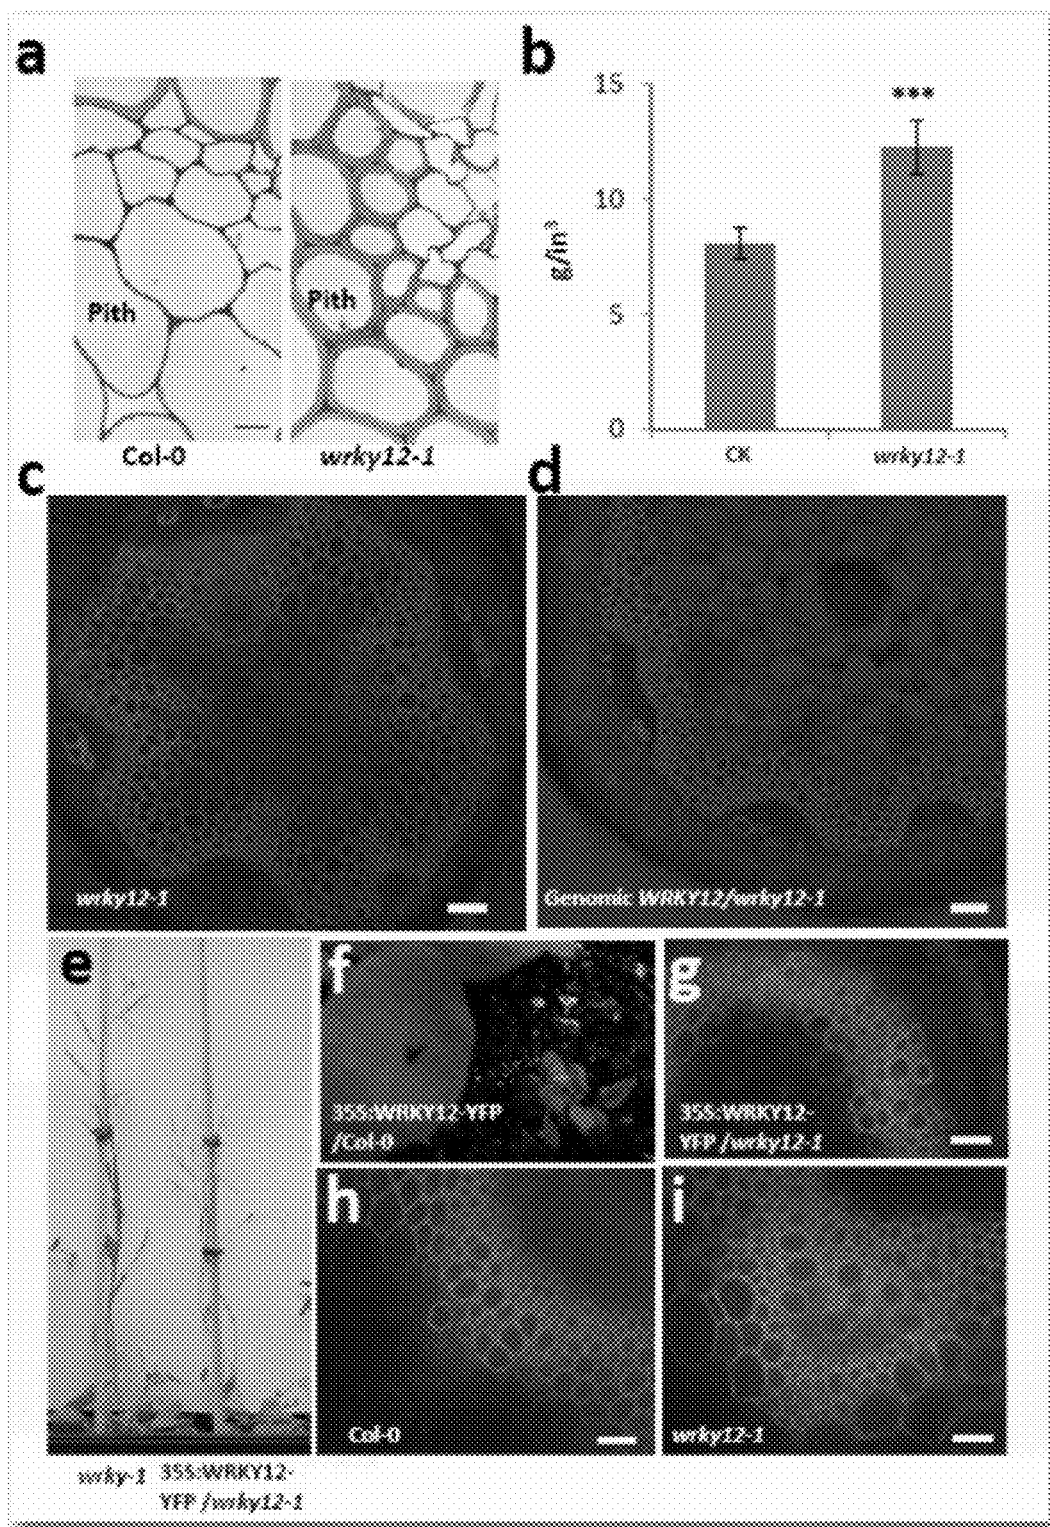 a
Pith
Pith
Col-0
wrky12-1
b
15
10
5
0
g/in³
***
CK
wrky12-1
c
wrky12-1
d
Genomic WRKY12/wrky12-1
e
wrky-1
35S:WRKY12-
YFP /wrky12-1
f
35S:WRKY12-YFP
/Col-0
g
35S:WRKY12-
YFP /wrky12-1
h
Col-0
i
wrky12-1